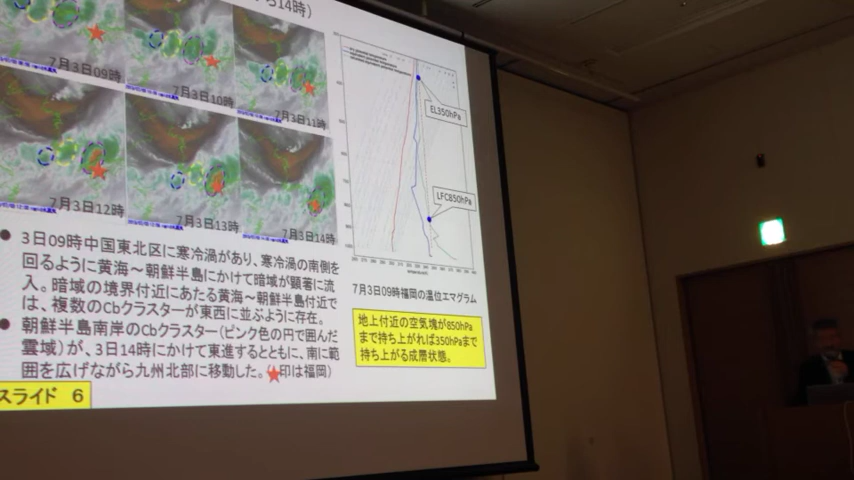 14時)
7月3日09時
7月3日10時
7月3日11時
7月3日12時
7月3日13時
7月3日14時
EL350hPa
LFC850hPa
7月3日09時福岡の温位エマグラム
● 3日09時中国東北区に寒冷渦があり、寒冷渦の南側を
回るように黄海~朝鮮半島にかけて暗域が顕著に流
入。暗域の境界付近にあたる黄海~朝鮮半島付近で
は、複数のCbクラスターが東西に並ぶように存在。
● 朝鮮半島南岸のCbクラスター(ピンク色の円で囲んだ
雲域)が、3日14時にかけて東進するとともに、南に範
囲を広げながら九州北部に移動した。(★印は福岡)
地上付近の空気塊が850hPa
まで持ち上がれば350hPaまで
持ち上がる成層状態。
スライド 6